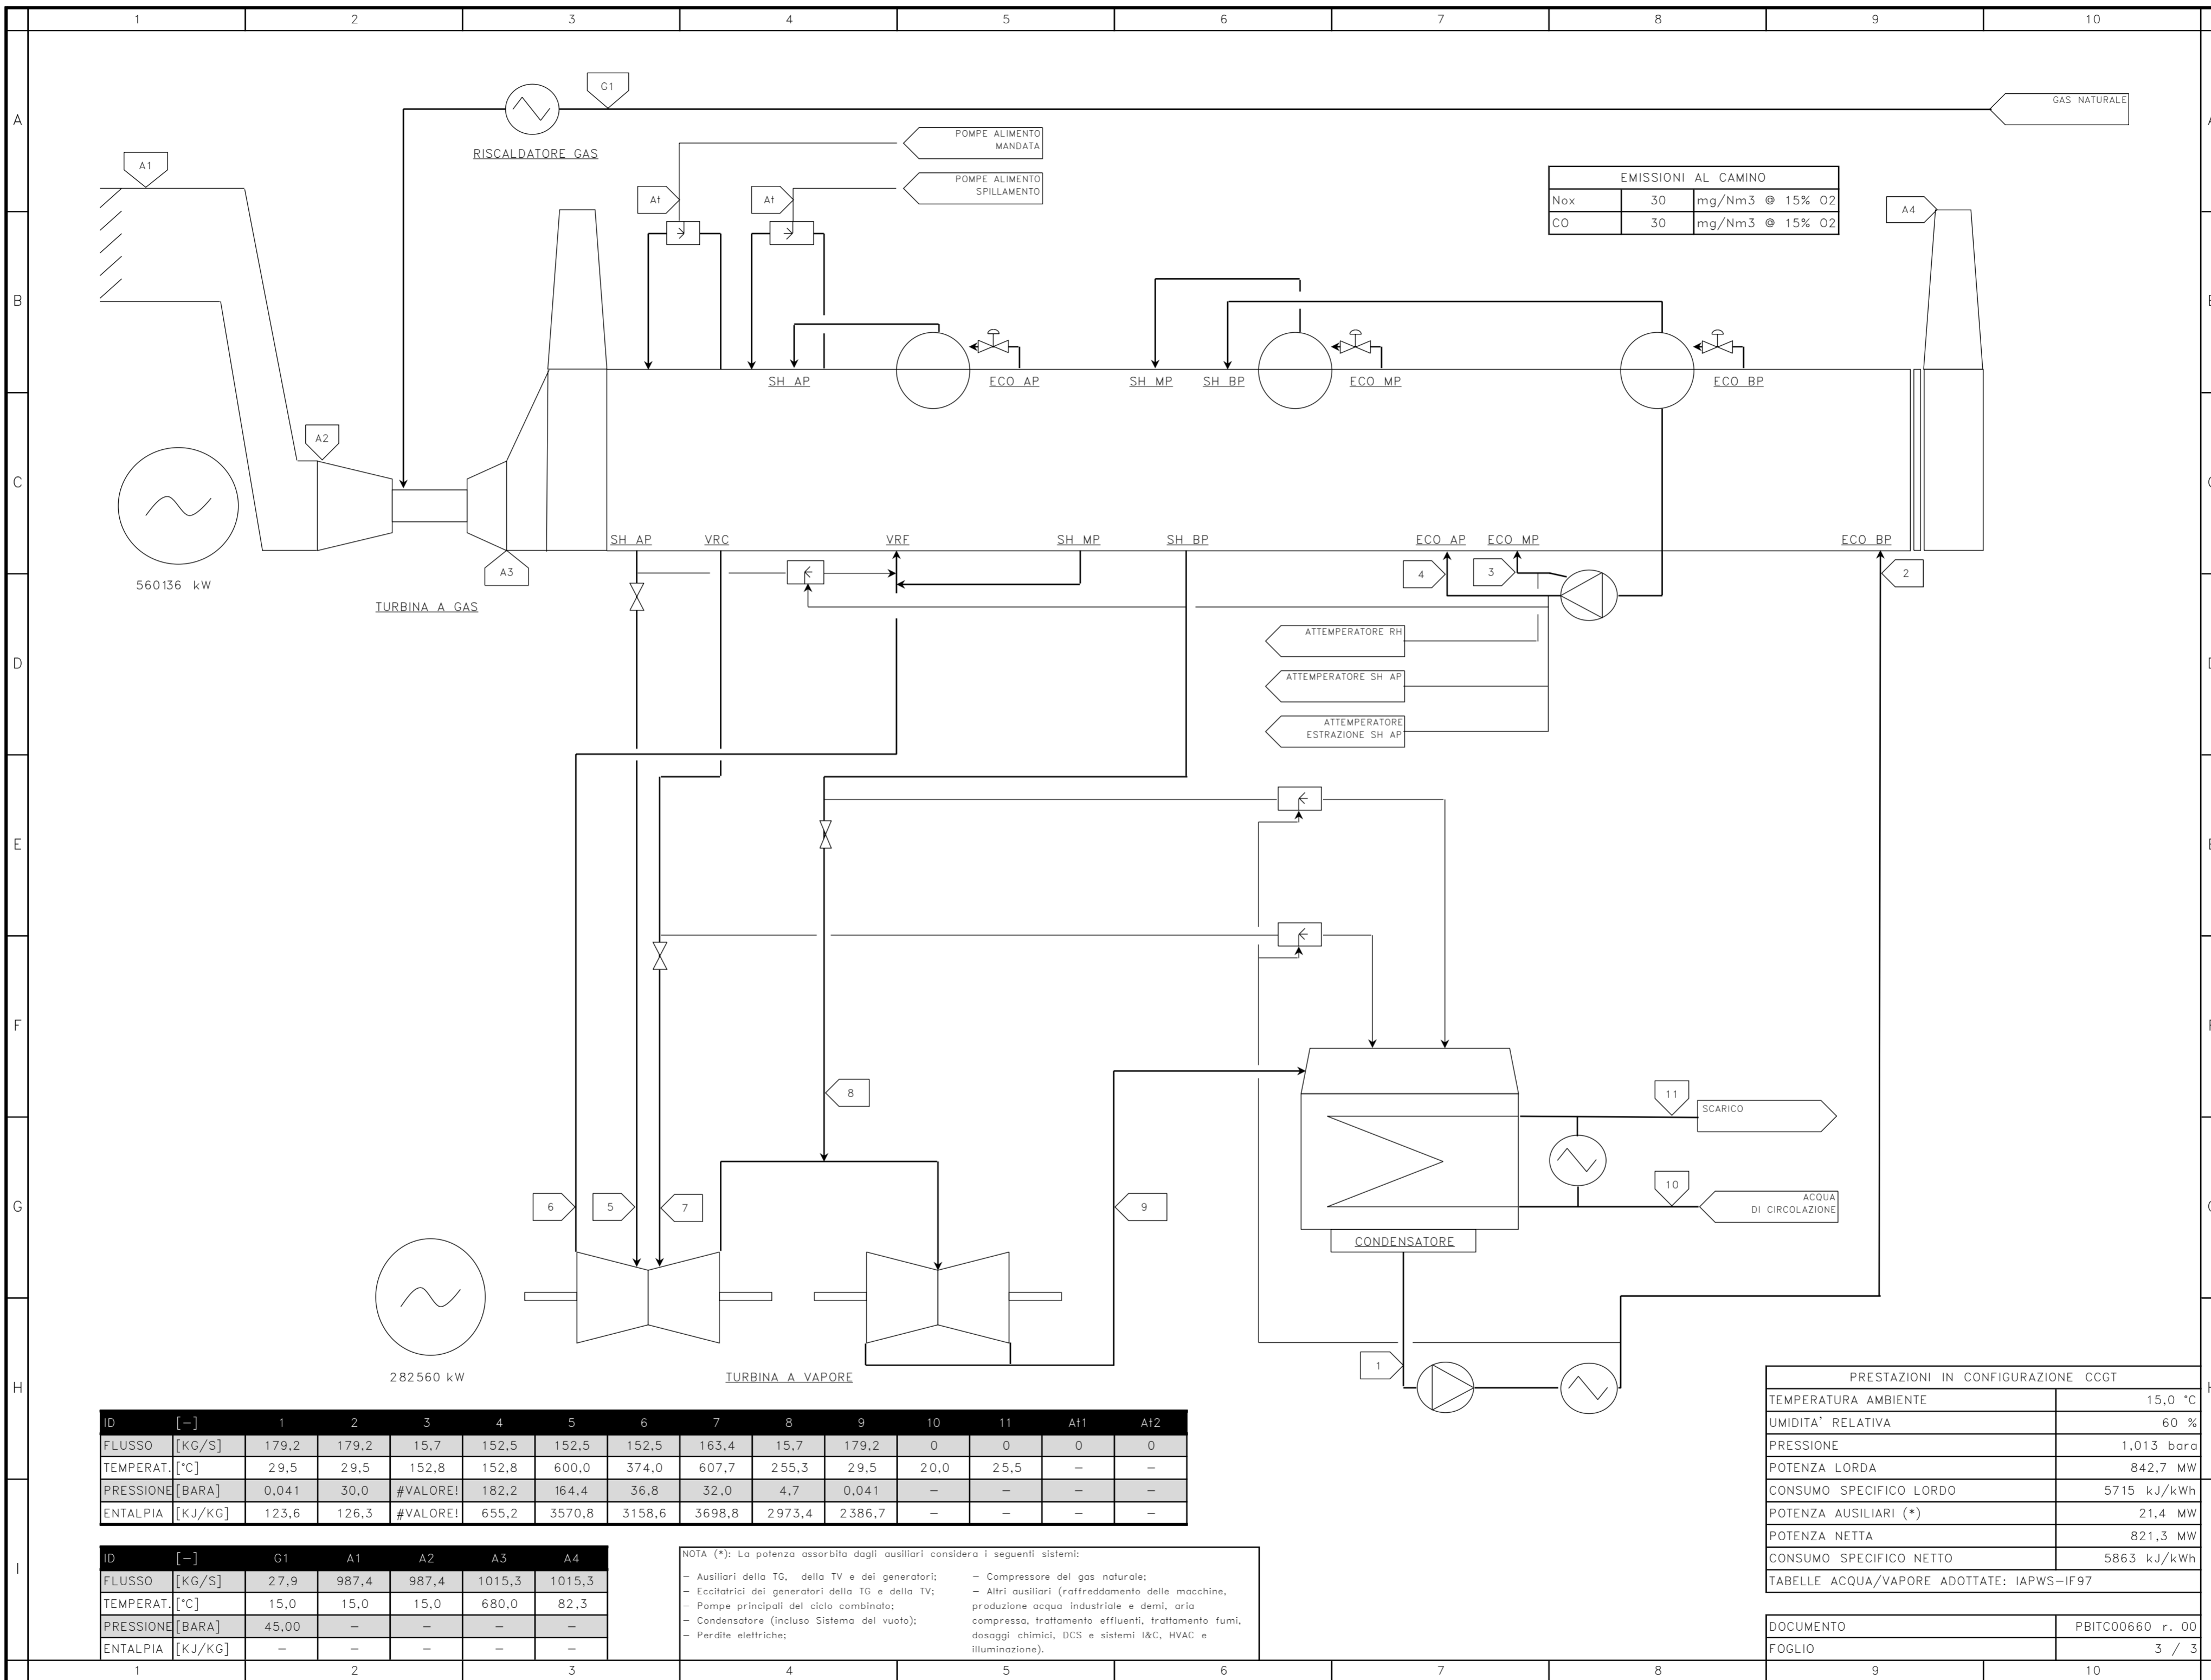 1 2 3 4 5 6 7 8 9 10
A
B
C
D
E
F
G
H
I
G1
GAS NATURALE
RISCALDATORE GAS
A1
POMPE ALIMENTO
MANDATA
POMPE ALIMENTO
SPILLAMENTO
At
At
EMISSIONI AL CAMINO
Nox 30 mg/Nm3 @ 15% O2
CO 30 mg/Nm3 @ 15% O2
A4
SH AP
ECO AP
SH MP
SH BP
ECO MP
ECO BP
A2
560136 kW
TURBINA A GAS
A3
SH AP
VRC
VRF
SH MP
SH BP
ECO AP
ECO MP
ECO BP
4
3
2
ATTEMPERATORE RH
ATTEMPERATORE SH AP
ATTEMPERATORE
ESTRAZIONE SH AP
8
11
SCARICO
10
ACQUA
DI CIRCOLAZIONE
6
5
7
9
CONDENSATORE
282560 kW
TURBINA A VAPORE
1
ID [-] 1 2 3 4 5 6 7 8 9 10 11 At1 At2
FLUSSO [KG/S] 179,2 179,2 15,7 152,5 152,5 152,5 163,4 15,7 179,2 0 0 0 0
TEMPERAT. [°C] 29,5 29,5 152,8 152,8 600,0 374,0 607,7 255,3 29,5 20,0 25,5 - -
PRESSIONE [BARA] 0,041 30,0 #VALORE! 182,2 164,4 36,8 32,0 4,7 0,041 - - - -
ENTALPIA [KJ/KG] 123,6 126,3 #VALORE! 655,2 3570,8 3158,6 3698,8 2973,4 2386,7 - - - -
ID [-] G1 A1 A2 A3 A4
FLUSSO [KG/S] 27,9 987,4 987,4 1015,3 1015,3
TEMPERAT. [°C] 15,0 15,0 15,0 680,0 82,3
PRESSIONE [BARA] 45,00 - - - -
ENTALPIA [KJ/KG] - - - - -
NOTA (*): La potenza assorbita dagli ausiliari considera i seguenti sistemi:
- Ausiliari della TG, della TV e dei generatori;
- Eccitatrici dei generatori della TG e della TV;
- Pompe principali del ciclo combinato;
- Condensatore (incluso Sistema del vuoto);
- Perdite elettriche;
- Compressore del gas naturale;
- Altri ausiliari (raffreddamento delle macchine,
produzione acqua industriale e demi, aria
compressa, trattamento effluenti, trattamento fumi,
dosaggi chimici, DCS e sistemi I&C, HVAC e
illuminazione).
PRESTAZIONI IN CONFIGURAZIONE CCGT
TEMPERATURA AMBIENTE 15,0 °C
UMIDITA' RELATIVA 60 %
PRESSIONE 1,013 bara
POTENZA LORDA 842,7 MW
CONSUMO SPECIFICO LORDO 5715 kJ/kWh
POTENZA AUSILIARI (*) 21,4 MW
POTENZA NETTA 821,3 MW
CONSUMO SPECIFICO NETTO 5863 kJ/kWh
TABELLE ACQUA/VAPORE ADOTTATE: IAPWS-IF97
DOCUMENTO PBITC00660 r. 00
FOGLIO 3 / 3
1 2 3 4 5 6 7 8 9 10